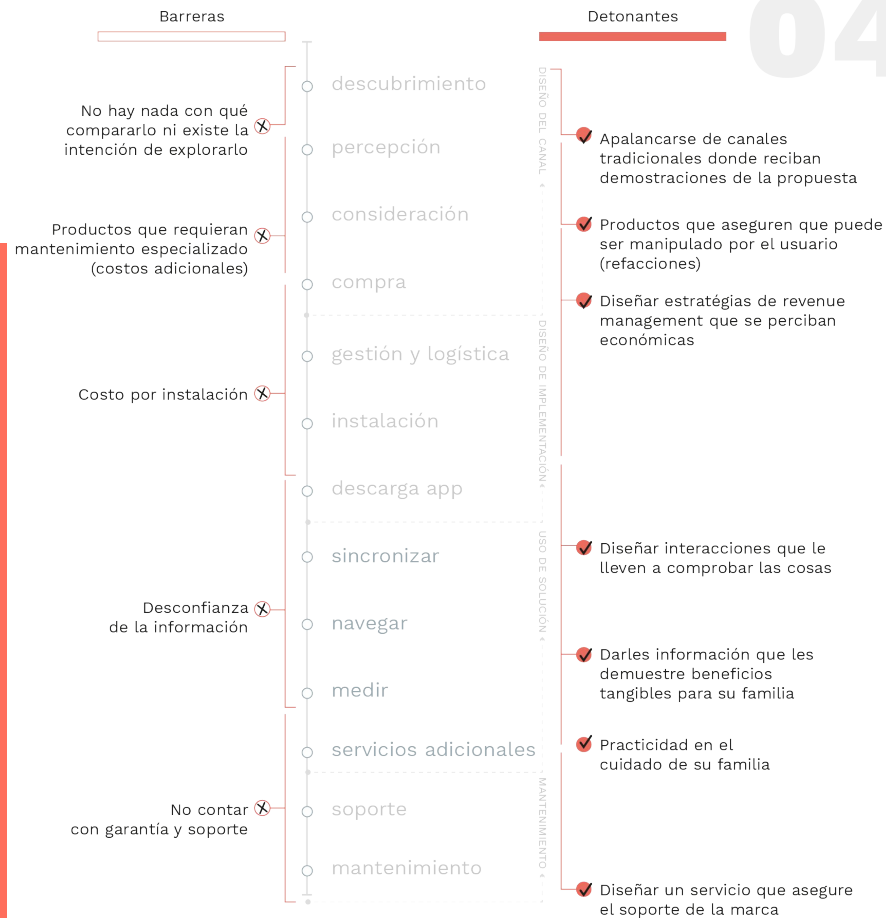 04
Barreras
Detonantes
No hay nada con qué
compararlo ni existe la
intención de explorarlo
Productos que requieran
mantenimiento especializado
(costos adicionales)
Costo por instalación
Desconfianza
de la información
No contar
con garantía y soporte
descubrimiento
percepción
consideración
compra
gestión y logística
instalación
descarga app
sincronizar
navegar
medir
servicios adicionales
soporte
mantenimiento
DISEÑO DEL CANAL
DISEÑO DE IMPLEMENTACIÓN
USO DE SOLUCIÓN
MANTENIMIENTO
Apalancarse de canales
tradicionales donde reciban
demostraciones de la propuesta
Productos que aseguren que puede
ser manipulado por el usuario
(refacciones)
Diseñar estratégias de revenue
management que se perciban
económicas
Diseñar interacciones que le
lleven a comprobar las cosas
Darles información que les
demuestre beneficios
tangibles para su familia
Practicidad en el
cuidado de su familia
Diseñar un servicio que asegure
el soporte de la marca